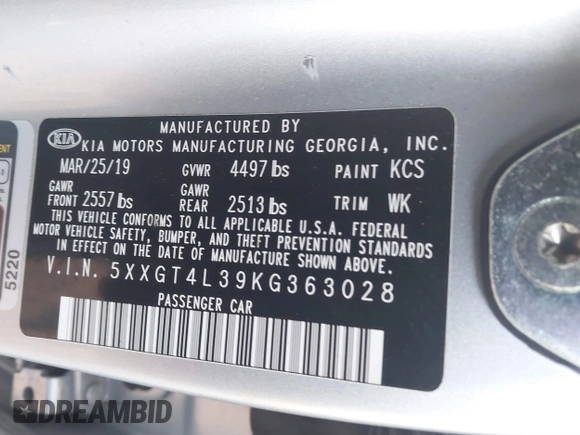 MANUFACTURED BY
KIA KIA MOTORS MANUFACTURING GEORGIA, INC.
MAR/25/19 GVWR 4497 lbs PAINT KCS
GAWR GAWR
FRONT 2557 lbs REAR 2513 lbs TRIM WK
THIS VEHICLE CONFORMS TO ALL APPLICABLE U.S.A. FEDERAL
MOTOR VEHICLE SAFETY, BUMPER, AND THEFT PREVENTION STANDARDS
IN EFFECT ON THE DATE OF MANUFACTURE SHOWN ABOVE.
V.I.N. 5XXGT4L39KG363028
PASSENGER CAR
5220
DREAMBID